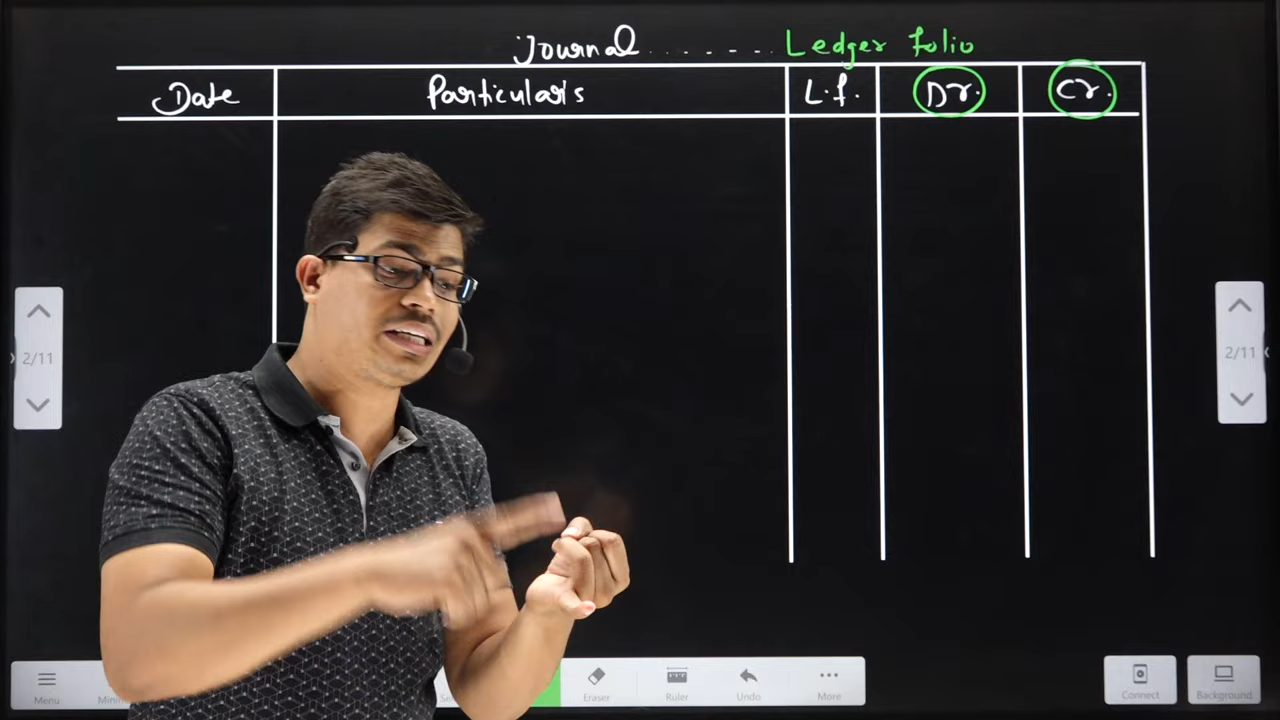 Journal ........ Ledger folio
Date Particulars L.f. Dr. Cr.
2/11
2/11
Menu Eraser Ruler Undo More Connect Background